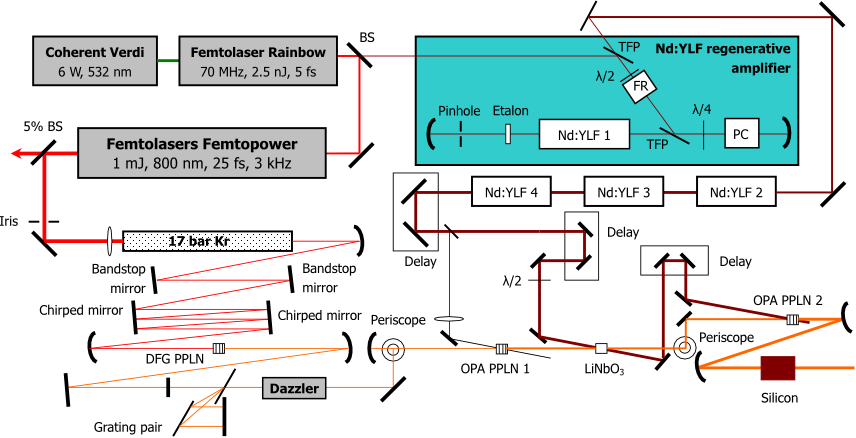 Coherent Verdi
6 W, 532 nm
Femtolaser Rainbow
70 MHz, 2.5 nJ, 5 fs
BS
TFP
Nd:YLF regenerative
amplifier
λ/2
FR
Pinhole
Etalon
Nd:YLF 1
TFP
λ/4
PC
5% BS
Femtolasers Femtopower
1 mJ, 800 nm, 25 fs, 3 kHz
Nd:YLF 4
Nd:YLF 3
Nd:YLF 2
Iris
17 bar Kr
Delay
Delay
Delay
λ/2
Bandstop
mirror
Bandstop
mirror
Chirped mirror
Chirped mirror
Periscope
OPA PPLN 2
Periscope
DFG PPLN
OPA PPLN 1
LiNbO3
Dazzler
Silicon
Grating pair